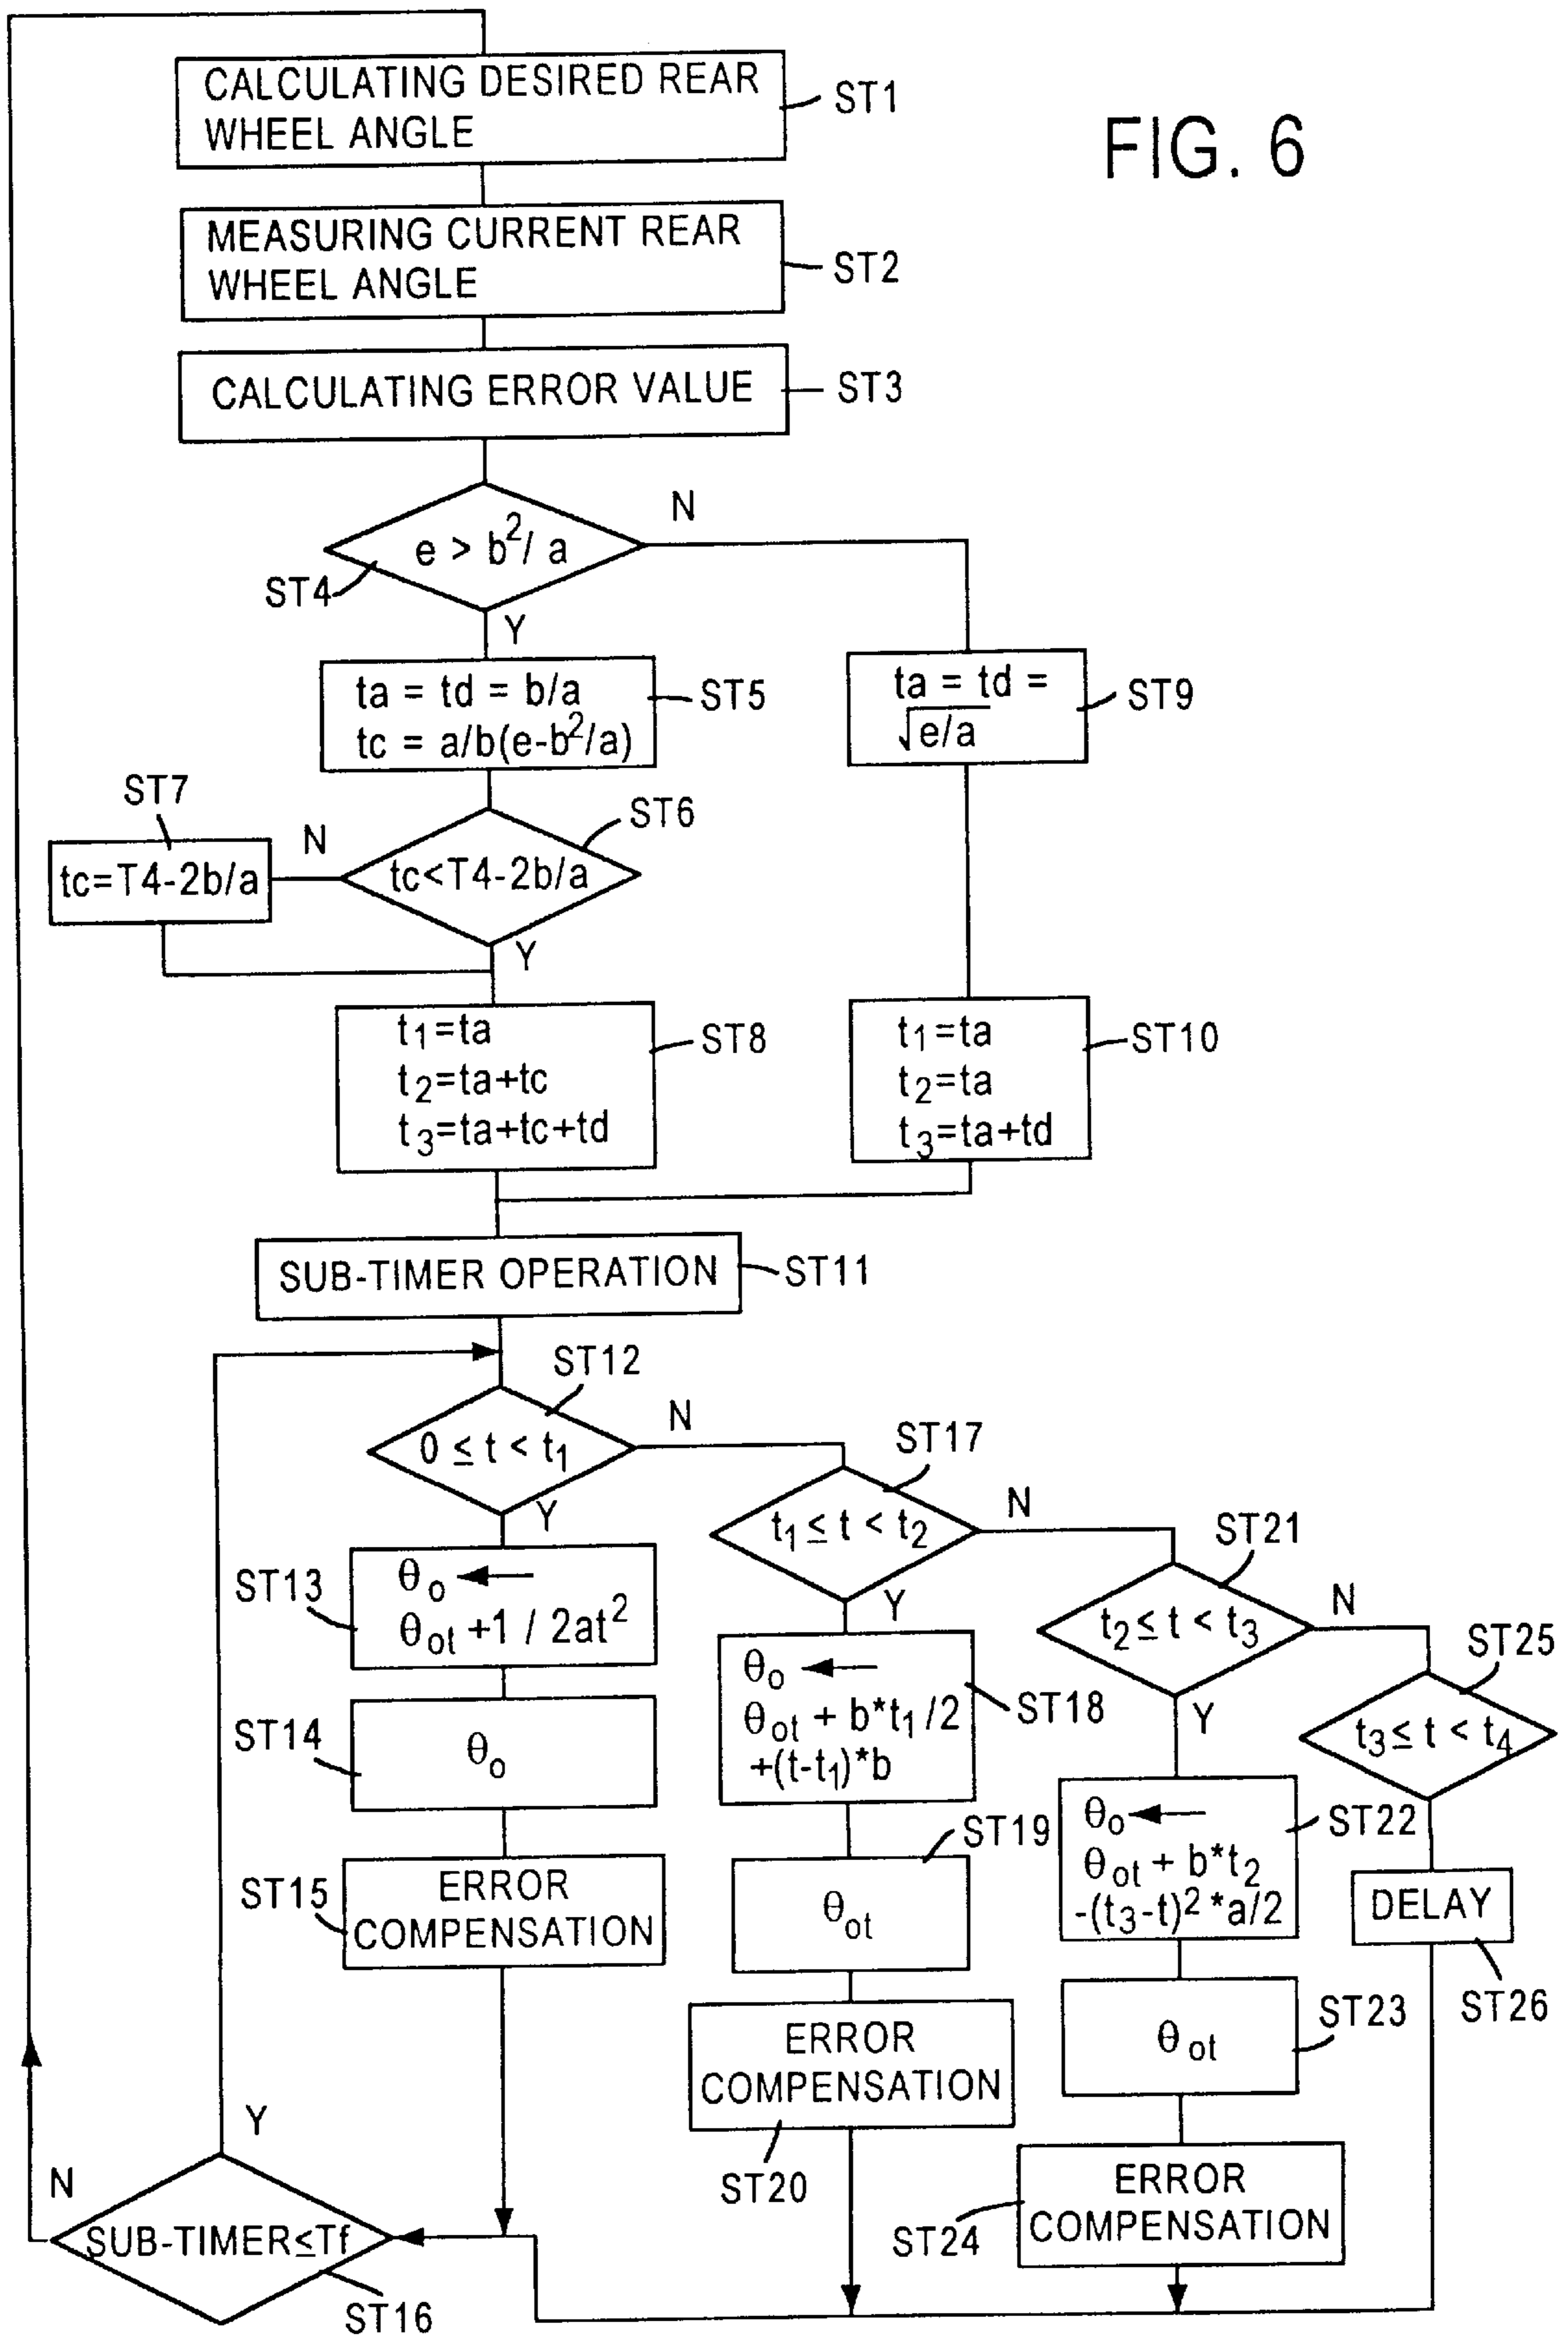 FIG. 6
CALCULATING DESIRED REAR
WHEEL ANGLE
ST1
MEASURING CURRENT REAR
WHEEL ANGLE
ST2
CALCULATING ERROR VALUE
ST3
e > b²/ a
N
Y
ST4
ta = td = b/a
tc = a/b(e-b²/a)
ST5
ta = td =
√e/a
ST9
ST7
tc=T4-2b/a
N
tc<T4-2b/a
ST6
Y
t₁=ta
t₂=ta+tc
t₃=ta+tc+td
ST8
t₁=ta
t₂=ta
t₃=ta+td
ST10
SUB-TIMER OPERATION
ST11
ST12
0 ≤ t < t₁
N
Y
ST13
θo ←
θot +1 / 2at²
ST14
θo
ST15
ERROR
COMPENSATION
ST17
t₁ ≤ t < t₂
N
Y
θo ←
θot + b*t₁/2
+(t-t₁)*b
ST18
ST19
θot
ERROR
COMPENSATION
ST20
ST21
t₂ ≤ t < t₃
N
Y
θo ←
θot + b*t₂
-(t₃-t)² *a/2
ST22
ST23
θot
ERROR
COMPENSATION
ST24
ST25
t₃ ≤ t < t₄
DELAY
ST26
Y
N
SUB-TIMER≤Tf
ST16